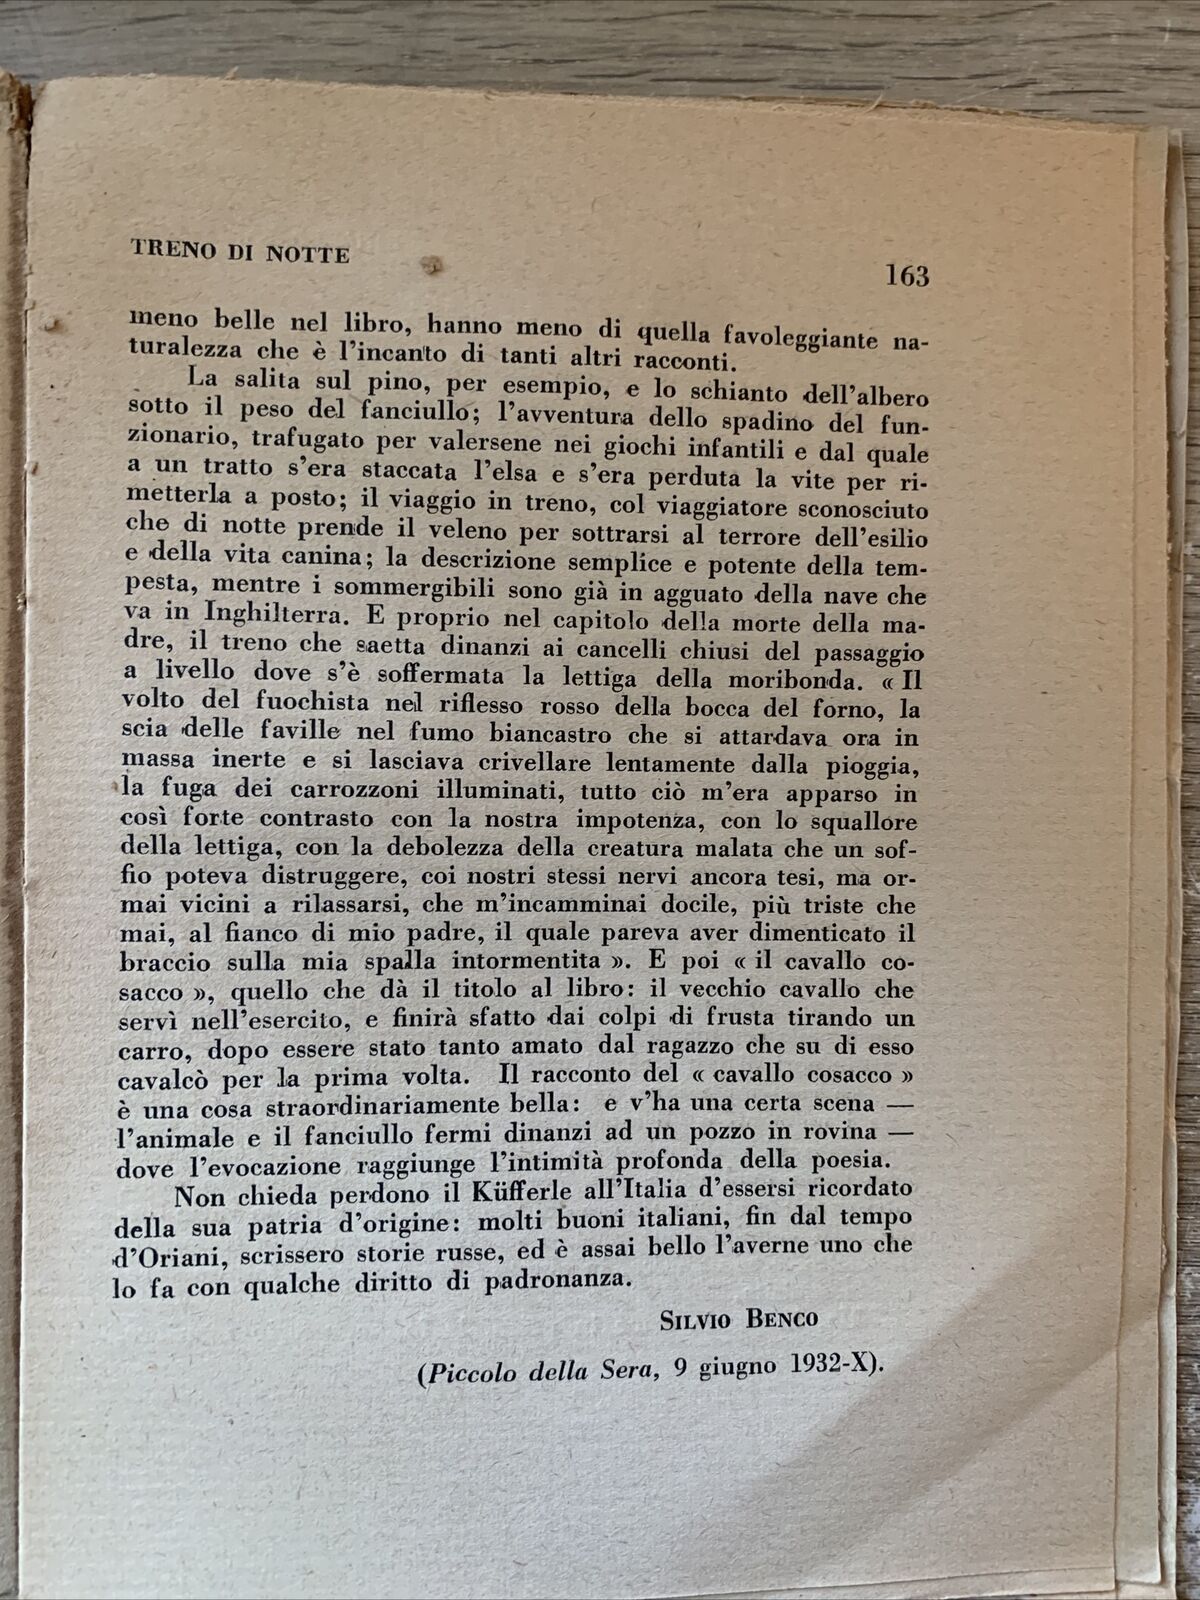 TRENO DI NOTTE
163
meno belle nel libro, hanno meno di quella favoleggiante na-
turalezza che è l'incanto di tanti altri racconti.
La salita sul pino, per esempio, e lo schianto dell'albero
sotto il peso del fanciullo; l'avventura dello spadino del fun-
zionario, trafugato per valersene nei giochi infantili e dal quale
a un tratto s'era staccata l'elsa e s'era perduta la vite per ri-
metterla a posto; il viaggio in treno, col viaggiatore sconosciuto
che di notte prende il veleno per sottrarsi al terrore dell'esilio
e della vita canina; la descrizione semplice e potente della tem-
pesta, mentre i sommergibili sono già in agguato della nave che
va in Inghilterra. E proprio nel capitolo della morte della ma-
dre, il treno che saetta dinanzi ai cancelli chiusi del passaggio
a livello dove s'è soffermata la lettiga della moribonda. « Il
volto del fuochista nel riflesso rosso della bocca del forno, la
scia delle faville nel fumo biancastro che si attardava ora in
massa inerte e si lasciava crivellare lentamente dalla pioggia,
la fuga dei carrozzoni illuminati, tutto ciò m'era apparso in
così forte contrasto con la nostra impotenza, con lo squallore
della lettiga, con la debolezza della creatura malata che un sof-
fio poteva distruggere, coi nostri stessi nervi ancora tesi, ma or-
mai vicini a rilassarsi, che m'incamminai docile, più triste che
mai, al fianco di mio padre, il quale pareva aver dimenticato il
braccio sulla mia spalla intormentita ». E poi « il cavallo co-
sacco », quello che dà il titolo al libro: il vecchio cavallo che
servì nell'esercito, e finirà sfatto dai colpi di frusta tirando un
carro, dopo essere stato tanto amato dal ragazzo che su di esso
cavalcò per la prima volta. Il racconto del « cavallo cosacco »
è una cosa straordinariamente bella: e v'ha una certa scena —
l'animale e il fanciullo fermi dinanzi ad un pozzo in rovina —
dove l'evocazione raggiunge l'intimità profonda della poesia.
Non chieda perdono il Küfferle all'Italia d'essersi ricordato
della sua patria d'origine: molti buoni italiani, fin dal tempo
d'Oriani, scrissero storie russe, ed è assai bello l'averne uno che
lo fa con qualche diritto di padronanza.
SILVIO BENCO
(Piccolo della Sera, 9 giugno 1932-X).